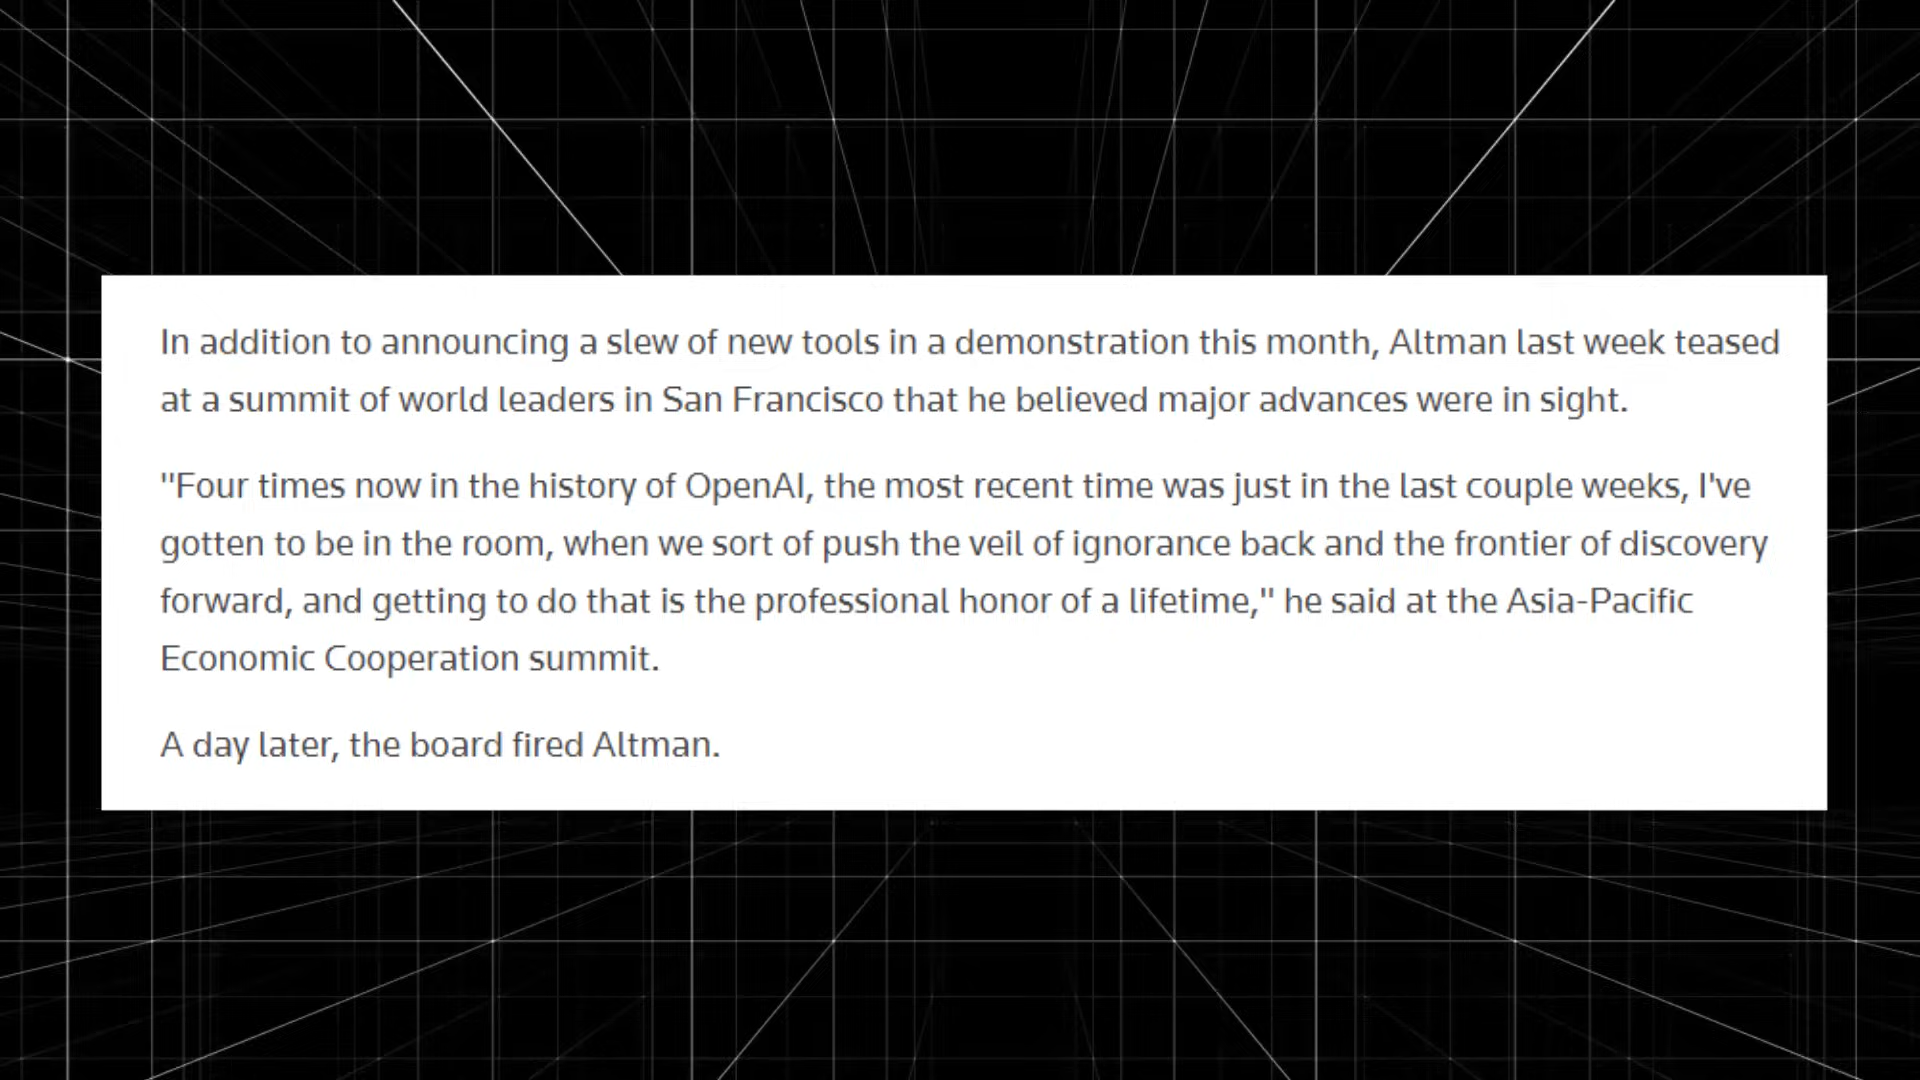 In addition to announcing a slew of new tools in a demonstration this month, Altman last week teased
at a summit of world leaders in San Francisco that he believed major advances were in sight.
"Four times now in the history of OpenAI, the most recent time was just in the last couple weeks, I've
gotten to be in the room, when we sort of push the veil of ignorance back and the frontier of discovery
forward, and getting to do that is the professional honor of a lifetime," he said at the Asia-Pacific
Economic Cooperation summit.
A day later, the board fired Altman.